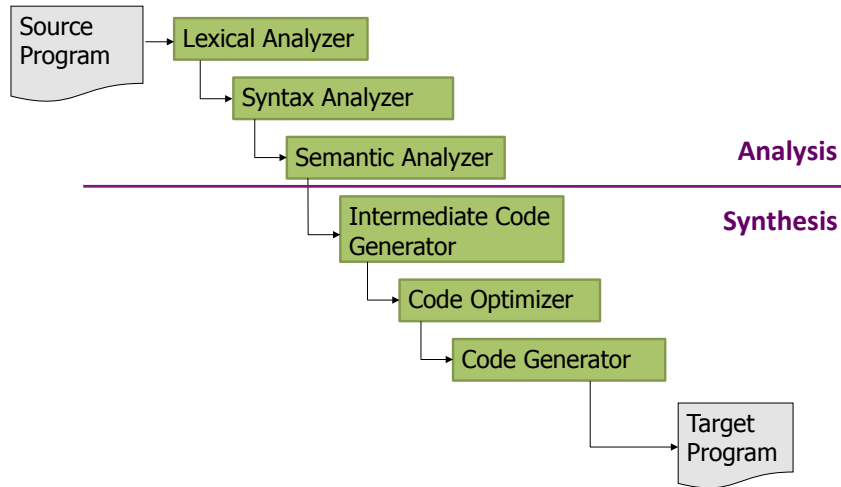 Source
Program
Lexical Analyzer
Syntax Analyzer
Semantic Analyzer
Analysis
Synthesis
Intermediate Code
Generator
Code Optimizer
Code Generator
Target
Program